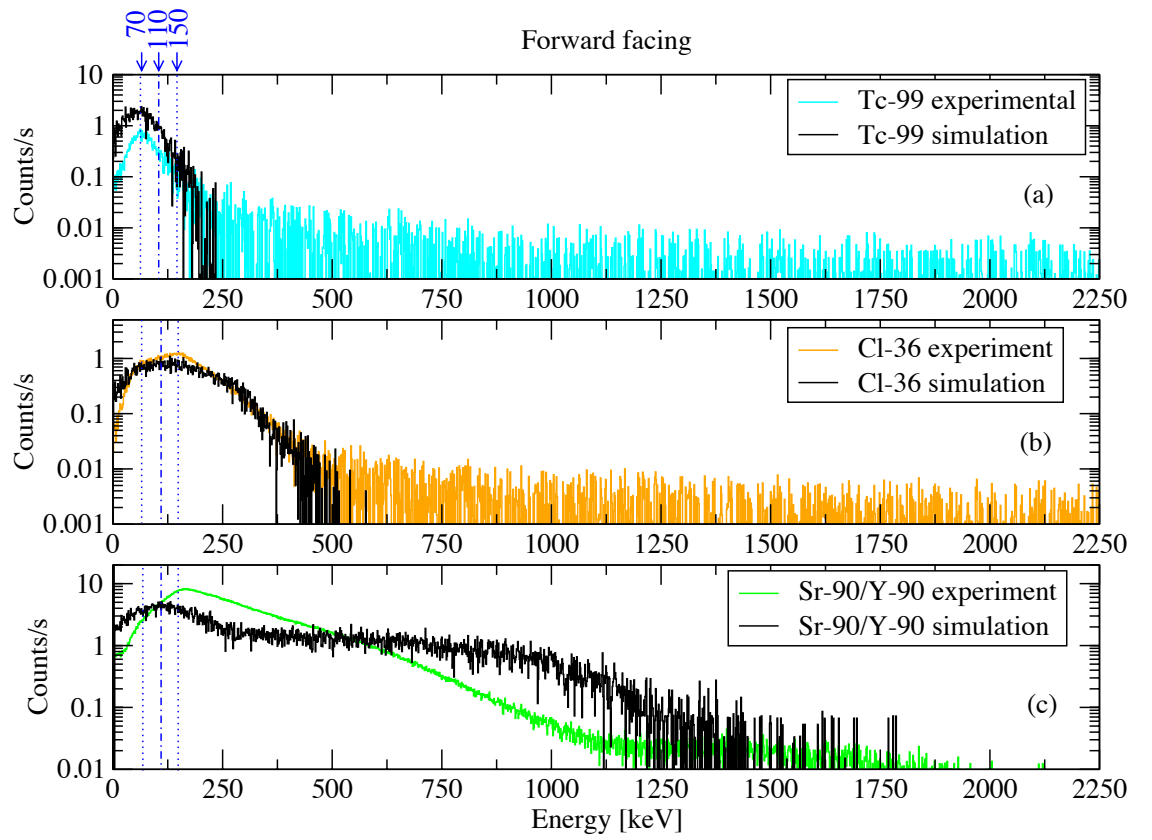 70 110 150
Forward facing
10
1
0.1
0.01
0.001
Counts/s
Tc-99 experimental
Tc-99 simulation
(a)
0 250 500 750 1000 1250 1500 1750 2000 2250
1
0.1
0.01
0.001
Counts/s
Cl-36 experiment
Cl-36 simulation
(b)
0 250 500 750 1000 1250 1500 1750 2000 2250
10
1
0.1
0.01
Counts/s
Sr-90/Y-90 experiment
Sr-90/Y-90 simulation
(c)
0 250 500 750 1000 1250 1500 1750 2000 2250
Energy [keV]